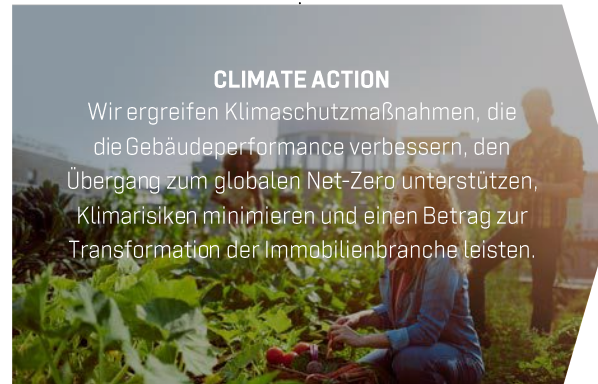 CLIMATE ACTION
Wir ergreifen Klimaschutzmaßnahmen, die
die Gebäudeperformance verbessern, den
Übergang zum globalen Net-Zero unterstützen,
Klimarisiken minimieren und einen Betrag zur
Transformation der Immobilienbranche leisten.